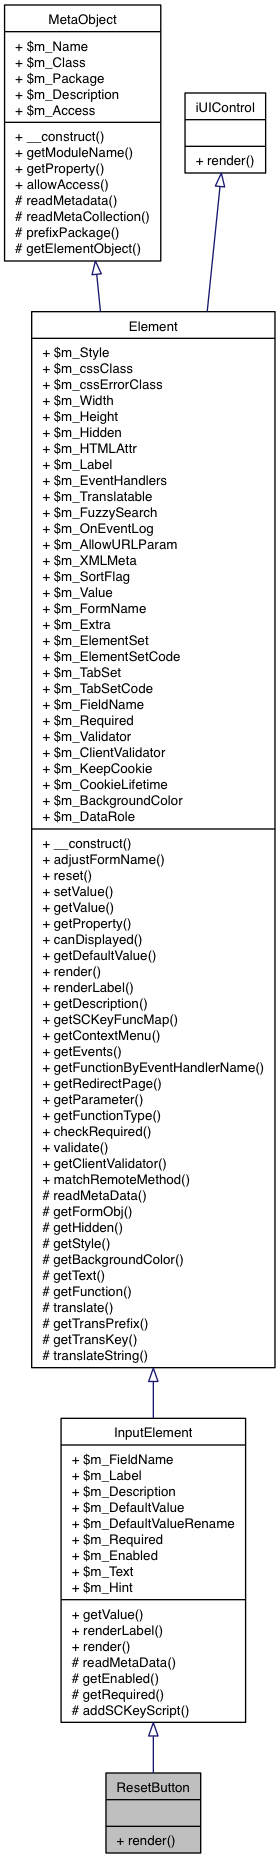 MetaObject
+ $m_Name
+ $m_Class
+ $m_Package
+ $m_Description
+ $m_Access
+ __construct()
+ getModuleName()
+ getProperty()
+ allowAccess()
# readMetadata()
# readMetaCollection()
# prefixPackage()
# getElementObject()
iUIControl
+ render()
Element
+ $m_Style
+ $m_cssClass
+ $m_cssErrorClass
+ $m_Width
+ $m_Height
+ $m_Hidden
+ $m_HTMLAttr
+ $m_Label
+ $m_EventHandlers
+ $m_Translatable
+ $m_FuzzySearch
+ $m_OnEventLog
+ $m_AllowURLParam
+ $m_XMLMeta
+ $m_SortFlag
+ $m_Value
+ $m_FormName
+ $m_Extra
+ $m_ElementSet
+ $m_ElementSetCode
+ $m_TabSet
+ $m_TabSetCode
+ $m_FieldName
+ $m_Required
+ $m_Validator
+ $m_ClientValidator
+ $m_KeepCookie
+ $m_CookieLifetime
+ $m_BackgroundColor
+ $m_DataRole
+ __construct()
+ adjustFormName()
+ reset()
+ setValue()
+ getValue()
+ getProperty()
+ canDisplayed()
+ getDefaultValue()
+ render()
+ renderLabel()
+ getDescription()
+ getSCKeyFuncMap()
+ getContextMenu()
+ getEvents()
+ getFunctionByEventHandlerName()
+ getRedirectPage()
+ getParameter()
+ getFunctionType()
+ checkRequired()
+ validate()
+ getClientValidator()
+ matchRemoteMethod()
# readMetaData()
# getFormObj()
# getHidden()
# getStyle()
# getBackgroundColor()
# getText()
# getFunction()
# translate()
# getTransPrefix()
# getTransKey()
# translateString()
InputElement
+ $m_FieldName
+ $m_Label
+ $m_Description
+ $m_DefaultValue
+ $m_DefaultValueRename
+ $m_Required
+ $m_Enabled
+ $m_Text
+ $m_Hint
+ getValue()
+ renderLabel()
+ render()
# readMetaData()
# getEnabled()
# getRequired()
# addSCKeyScript()
ResetButton
+ render()